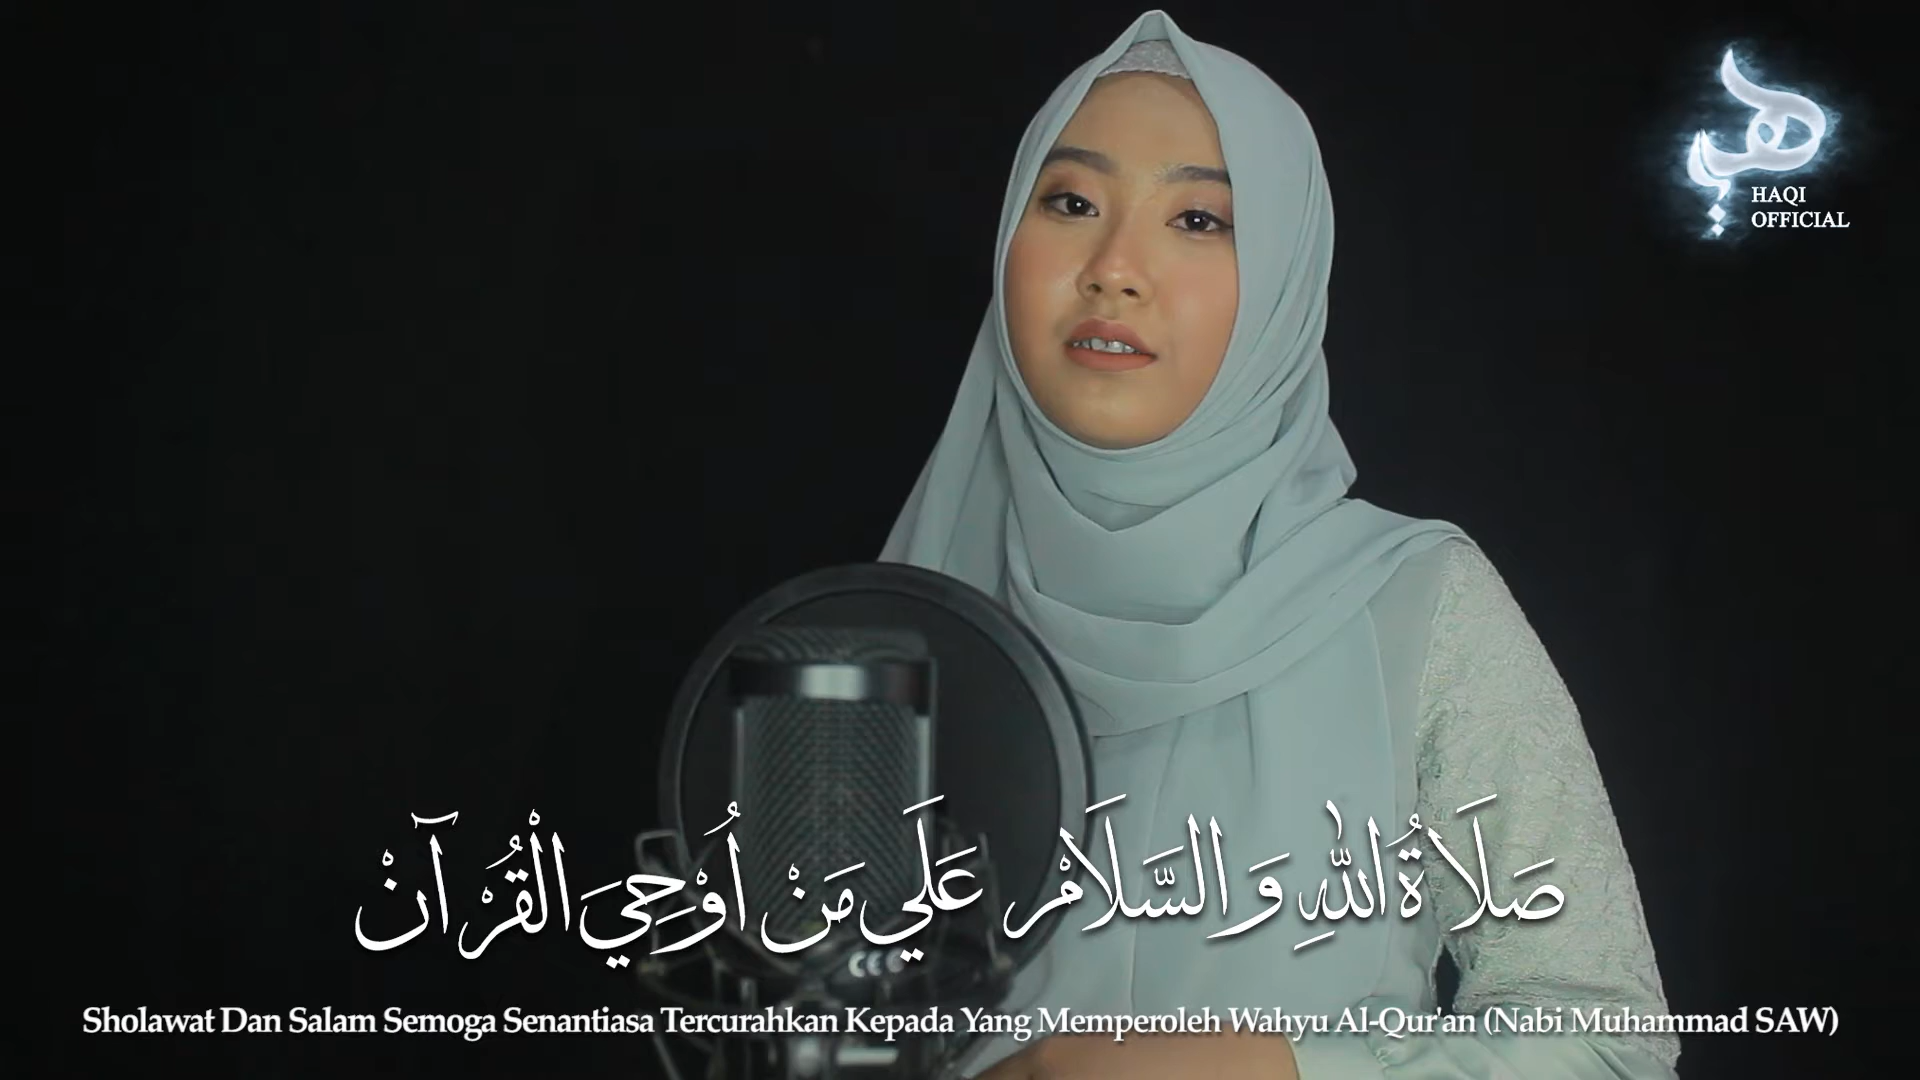 HAQI
OFFICIAL
صَلَاةُ اللهِ وَالسَّلَامْ عَلَي مَنْ اُوْحِيَ الْقُرْآنْ
Sholawat Dan Salam Semoga Senantiasa Tercurahkan Kepada Yang Memperoleh Wahyu Al-Qur'an (Nabi Muhammad SAW)